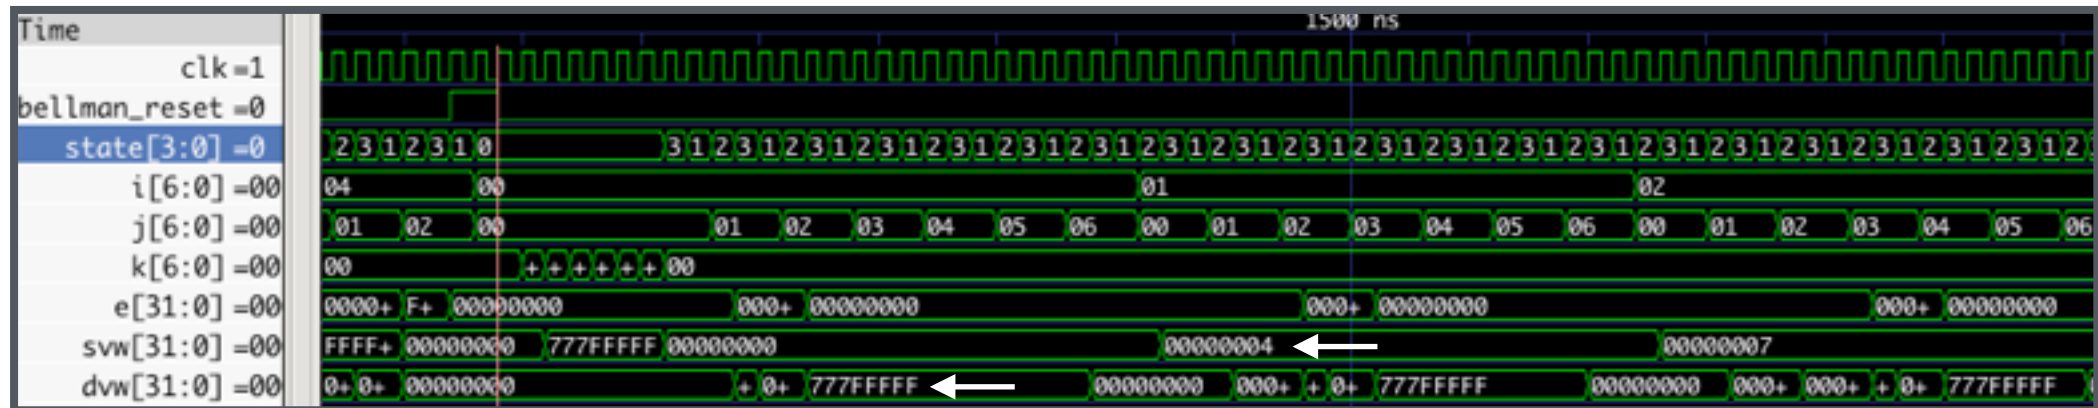 Time 1500 ns
clk=1
bellman_reset =0
state[3:0] =0 2 3 1 2 3 1 0 3 1 2 3 1 2 3 1 2 3 1 2 3 1 2 3 1 2 3 1 2 3 1 2 3 1 2 3 1 2 3 1 2 3 1 2 3 1 2 3 1 2 3 1 2 3 1 2 3 1 2 3 1 2 3 1 2 3 1 2
i[6:0] =00 04 00 01 02
j[6:0] =00 01 02 00 01 02 03 04 05 06 00 01 02 03 04 05 06 00 01 02 03 04 05 06
k[6:0] =00 00 + + + + + + 00
e[31:0] =00 0000+ F+ 00000000 000+ 00000000 000+ 00000000 000+ 00000000
svw[31:0] =00 FFFF+ 00000000 777FFFFF 00000000 00000004 00000007
dvw[31:0] =00 0+ 0+ 00000000 + 0+ 777FFFFF 00000000 000+ + 0+ 777FFFFF 00000000 000+ 000+ + 0+ 777FFFFF